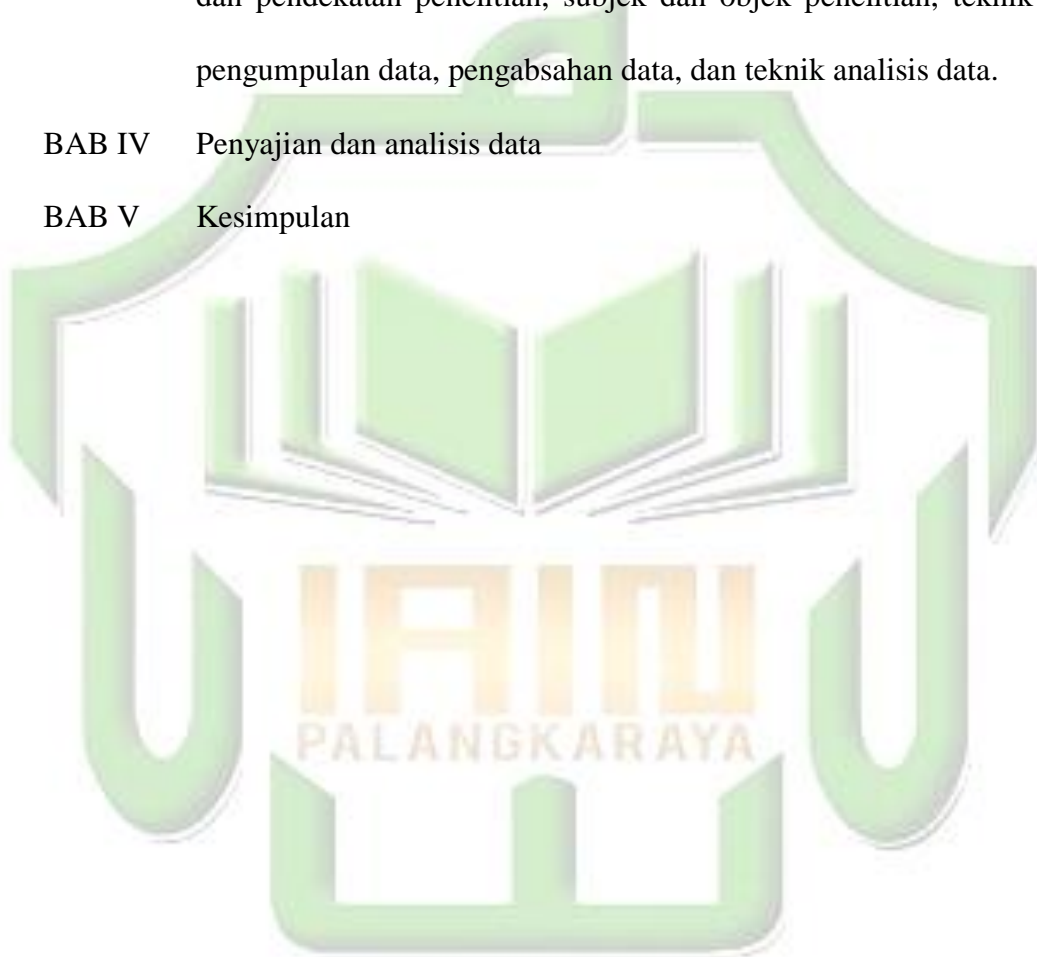 dan pendekatan penelitian, subjek dan objek penelitian, teknik
pengumpulan data, pengabsahan data, dan teknik analisis data.
BAB IV Penyajian dan analisis data
BAB V Kesimpulan
IAIN
PALANGKARAYA